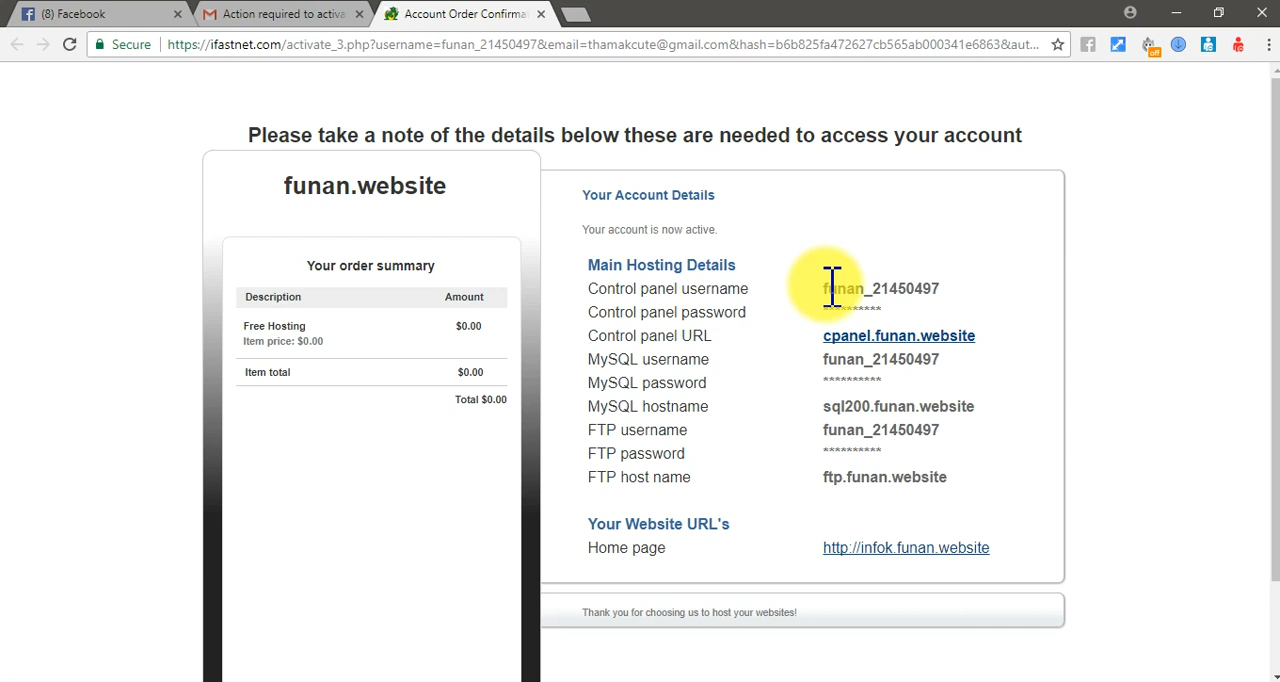 (8) Facebook
Action required to activa
Account Order Confirma
Secure
https://ifastnet.com/activate_3.php?username=funan_21450497&email=thamakcute@gmail.com&hash=b6b825fa472627cb565ab000341e6863&aut...
off
Please take a note of the details below these are needed to access your account
funan.website
Your order summary
Description Amount
Free Hosting $0.00
Item price: $0.00
Item total $0.00
Total $0.00
Your Account Details
Your account is now active.
Main Hosting Details
Control panel username funan_21450497
Control panel password **********
Control panel URL cpanel.funan.website
MySQL username funan_21450497
MySQL password **********
MySQL hostname sql200.funan.website
FTP username funan_21450497
FTP password **********
FTP host name ftp.funan.website
Your Website URL's
Home page http://infok.funan.website
Thank you for choosing us to host your websites!